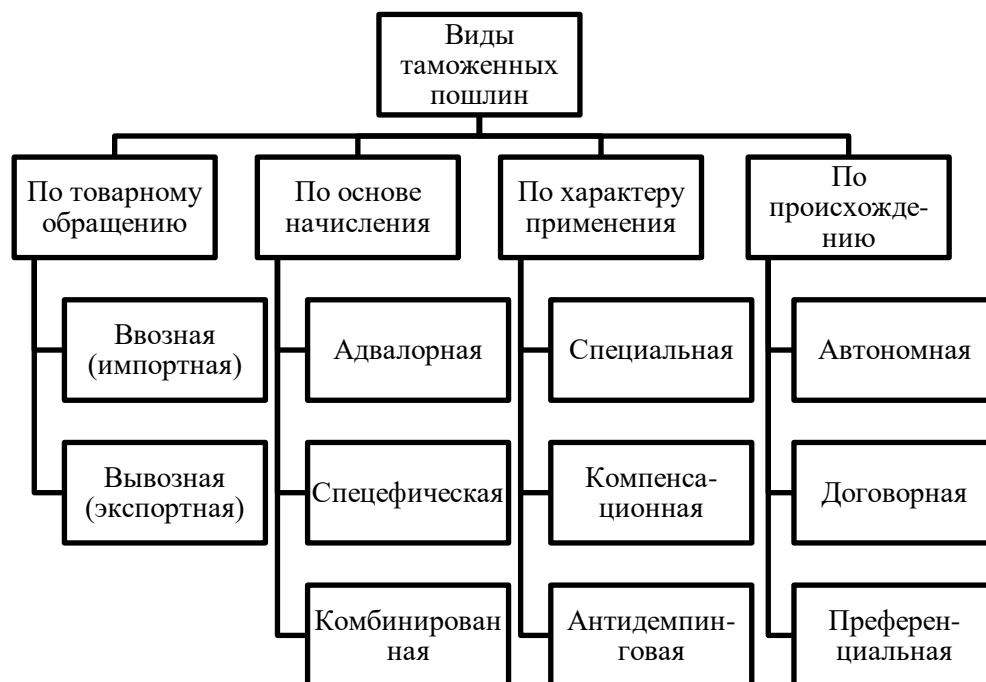 Виды
таможенных
пошлин
По товарному
обращению
По основе
начисления
По характеру
применения
По
происхожде-
нию
Ввозная
(импортная)
Адвалорная
Специальная
Автономная
Вывозная
(экспортная)
Спецефическая
Компенса-
ционная
Договорная
Комбинирован
ная
Антидемпин-
говая
Преферен-
циальная